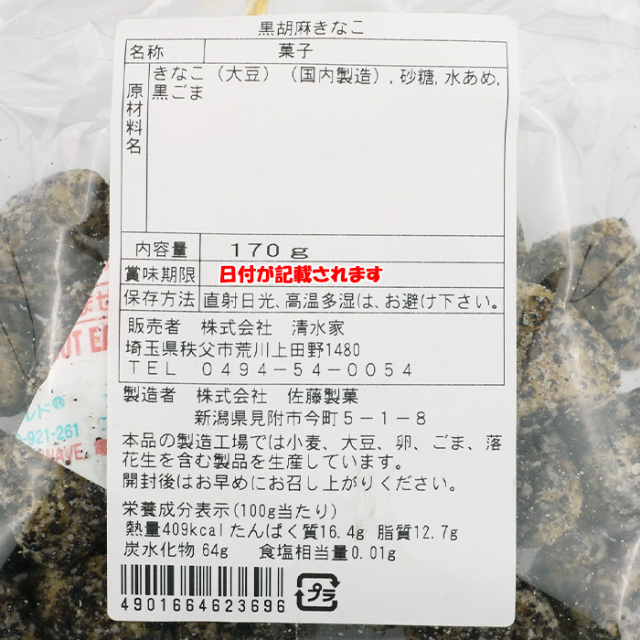 黒胡麻きなこ
名称 菓子
原材料名 きなこ（大豆）（国内製造）,砂糖,水あめ,
黒ごま
内容量 170g
賞味期限 日付が記載されます
保存方法 直射日光､高温多湿は､お避け下さい。
販売者 株式会社 清水家
埼玉県秩父市荒川上田野1480
TEL 0494-54-0054
製造者 株式会社 佐藤製菓
新潟県見附市今町5-1-8
本品の製造工場では小麦、大豆、卵、ごま、落
花生を含む製品を生産しています。
開封後はお早めにお召し上がりください。
栄養成分表示(100g当たり)
熱量409kcalたんぱく質16.4g 脂質12.7g
炭水化物 64g 食塩相当量0.01g
プラ
4901664623696
-921-261